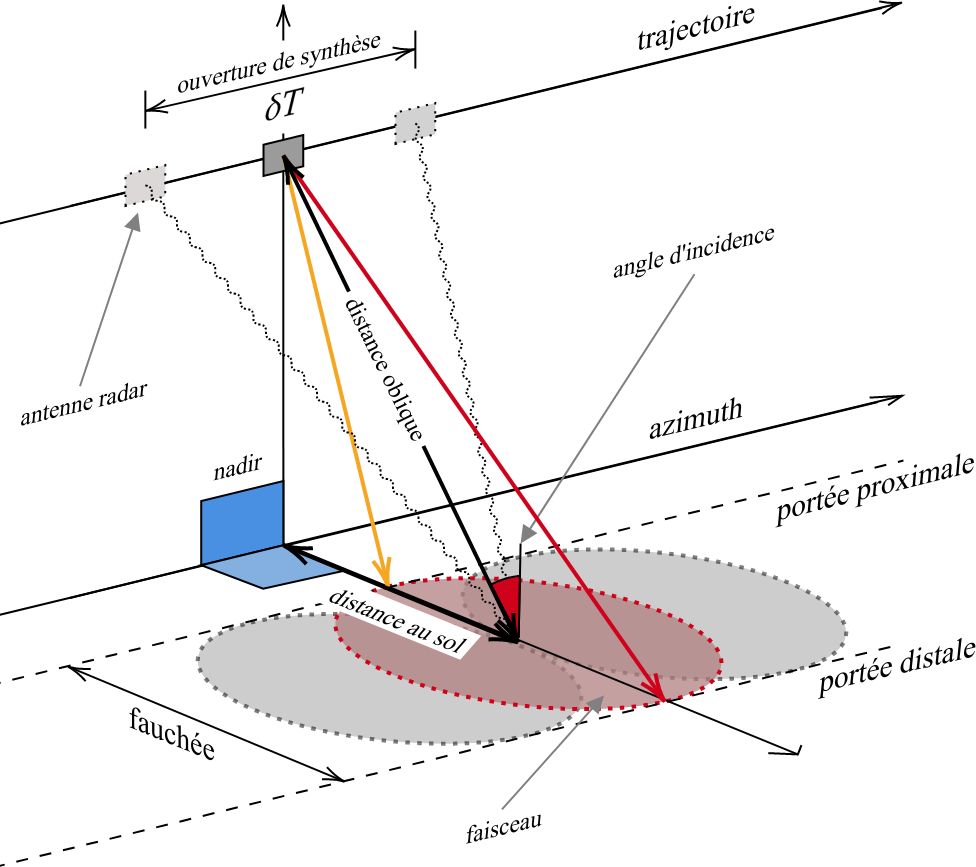 trajectoire
ouverture de synthèse
δT
angle d'incidence
distance oblique
antenne radar
azimuth
nadir
portée proximale
distance au sol
portée distale
fauchée
faisceau